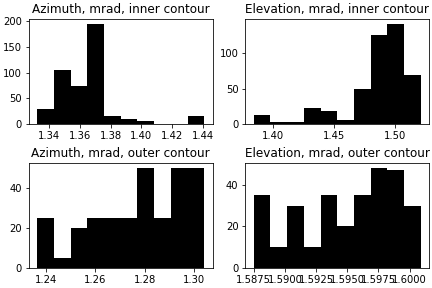 Azimuth, mrad, inner contour
Elevation, mrad, inner contour
200
150
100
50
0
1.34 1.36 1.38 1.40 1.42 1.44
100
50
0
1.40 1.45 1.50
Azimuth, mrad, outer contour
Elevation, mrad, outer contour
40
20
0
1.24 1.26 1.28 1.30
40
20
0
1.5875 1.5900 1.5925 1.5950 1.5975 1.6000